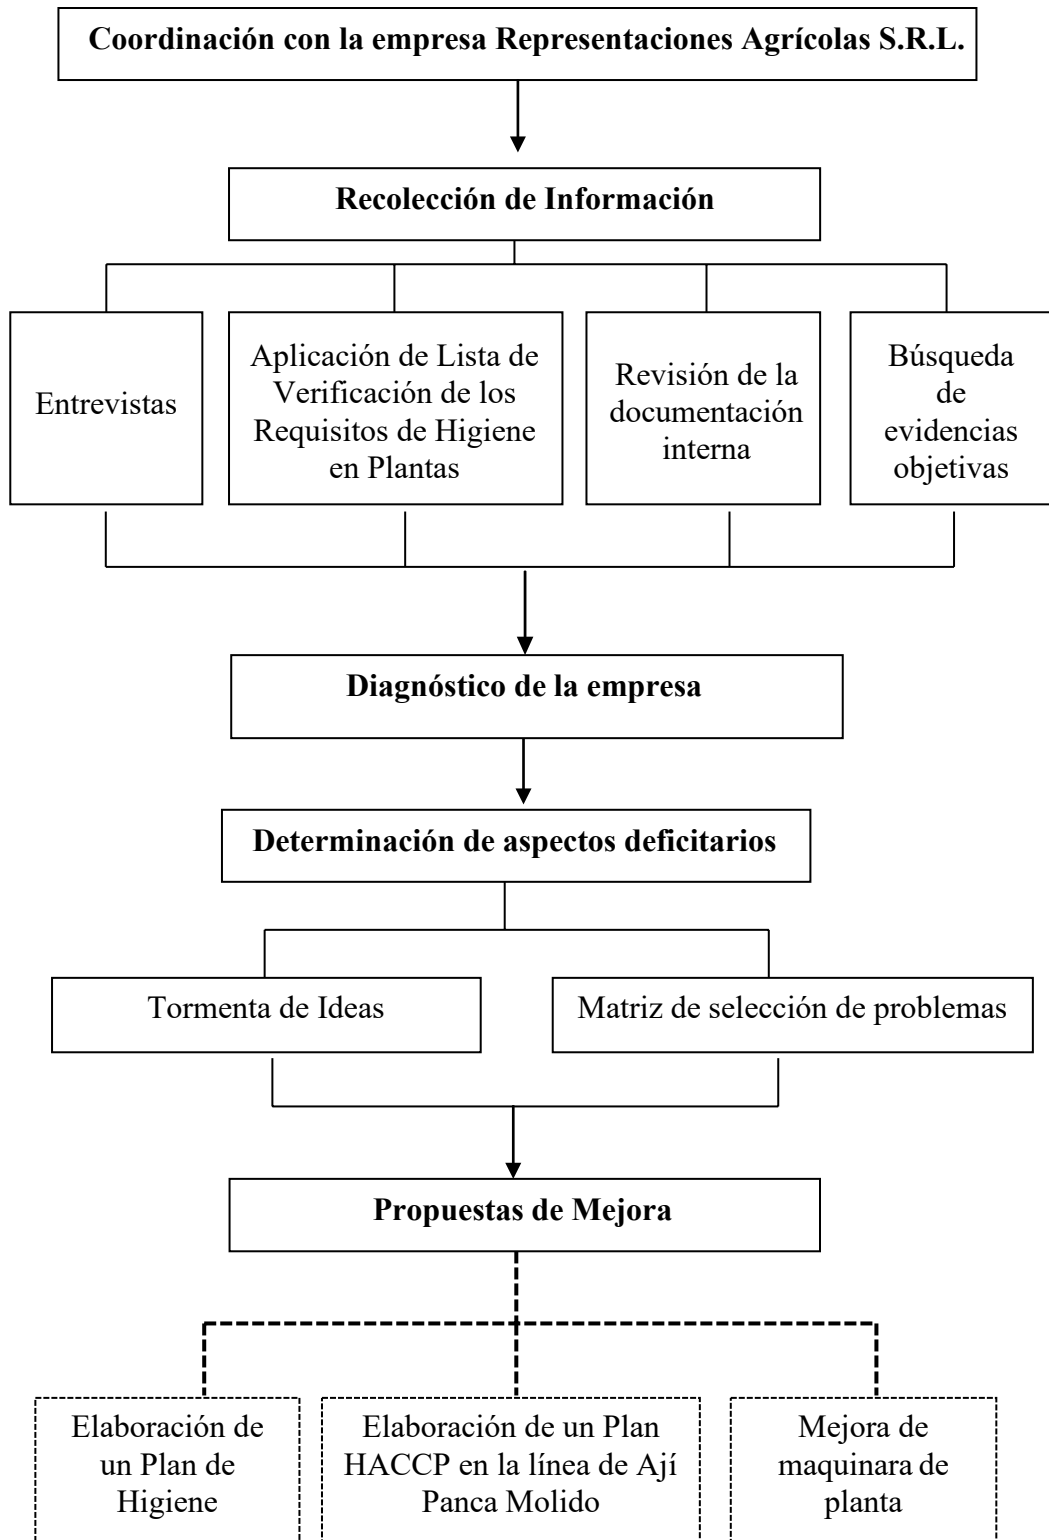 Coordinación con la empresa Representaciones Agrícolas S.R.L.
Recolección de Información
Entrevistas
Aplicación de Lista de
Verificación de los
Requisitos de Higiene
en Plantas
Revisión de la
documentación
interna
Búsqueda
de
evidencias
objetivas
Diagnóstico de la empresa
Determinación de aspectos deficitarios
Tormenta de Ideas
Matriz de selección de problemas
Propuestas de Mejora
Elaboración de
un Plan de
Higiene
Elaboración de un Plan
HACCP en la línea de Ají
Panca Molido
Mejora de
maquinara de
planta